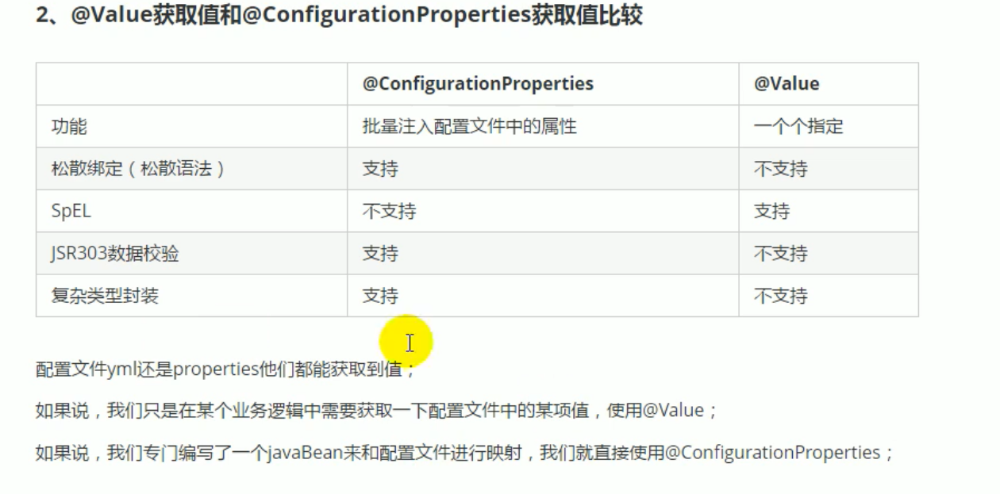 2、@Value获取值和@ConfigurationProperties获取值比较
@ConfigurationProperties @Value
功能 批量注入配置文件中的属性 一个个指定
松散绑定（松散语法） 支持 不支持
SpEL 不支持 支持
JSR303数据校验 支持 不支持
复杂类型封装 支持 不支持
配置文件yml还是properties他们都能获取到值；
如果说，我们只是在某个业务逻辑中需要获取一下配置文件中的某项值，使用@Value；
如果说，我们专门编写了一个javaBean来和配置文件进行映射，我们就直接使用@ConfigurationProperties；